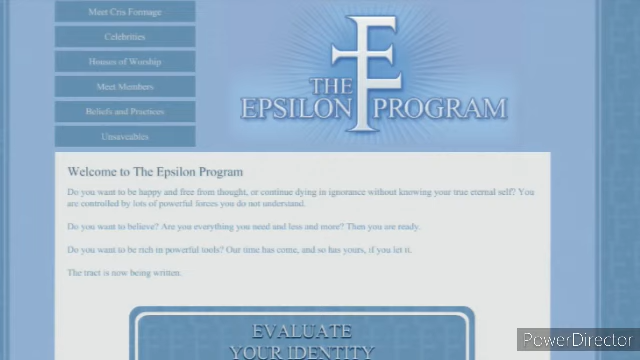 Meet Cris Formage
Celebrities
Houses of Worship
Meet Members
Beliefs and Practices
Unsaveables
THE
EPSILON PROGRAM
Welcome to The Epsilon Program
Do you want to be happy and free from thought, or continue dying in ignorance without knowing your true eternal self? You
are controlled by lots of powerful forces you do not understand.
Do you want to believe? Are you everything you need and less and more? Then you are ready.
Do you want to be rich in powerful tools? Our time has come, and so has yours, if you let it.
The tract is now being written.
EVALUATE
YOUR IDENTITY
PowerDirector